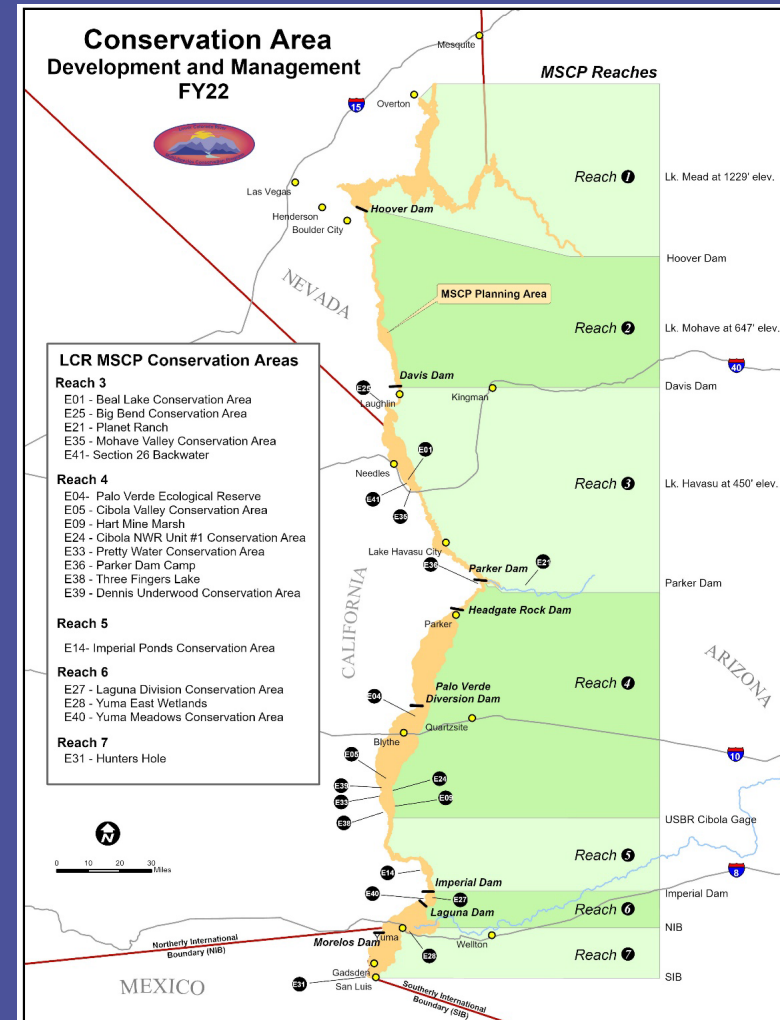 Conservation Area
Development and Management
FY22
MSCP Reaches
Mesquite
15
Overton
Reach 1
Lk. Mead at 1229' elev.
Las Vegas
Henderson
Boulder City
Hoover Dam
Hoover Dam
NEVADA
MSCP Planning Area
Reach 2
Lk. Mohave at 647' elev.
40
Davis Dam
Davis Dam
E25
Laughlin
Kingman
LCR MSCP Conservation Areas
Reach 3
E01 - Beal Lake Conservation Area
E25 - Big Bend Conservation Area
E21 - Planet Ranch
E35 - Mohave Valley Conservation Area
E41- Section 26 Backwater
Reach 4
E04- Palo Verde Ecological Reserve
E05 - Cibola Valley Conservation Area
E09 - Hart Mine Marsh
E24 - Cibola NWR Unit #1 Conservation Area
E33 - Pretty Water Conservation Area
E36 - Parker Dam Camp
E38 - Three Fingers Lake
E39 - Dennis Underwood Conservation Area
Reach 5
E14- Imperial Ponds Conservation Area
Reach 6
E27 - Laguna Division Conservation Area
E28 - Yuma East Wetlands
E40 - Yuma Meadows Conservation Area
Reach 7
E31 - Hunters Hole
E01
Needles
E41
E35
Reach 3
Lk. Havasu at 450' elev.
Lake Havasu City
E36
Parker Dam
E21
Parker Dam
CALIFORNIA
Headgate Rock Dam
Parker
ARIZONA
Reach 4
E04
Palo Verde
Diversion Dam
Quartzsite
Blythe
10
E05
E39
E24
E33
E09
E38
USBR Cibola Gage
N
0 10 20 30
Miles
E14
Reach 5
8
Imperial Dam
Imperial Dam
E40
E27
Laguna Dam
Reach 6
NIB
Northerly International
Boundary (NIB)
Morelos Dam
Yuma
E28
Wellton
Reach 7
MEXICO
Gadsden
San Luis
E31
SIB
Southerly International
Boundary (SIB)